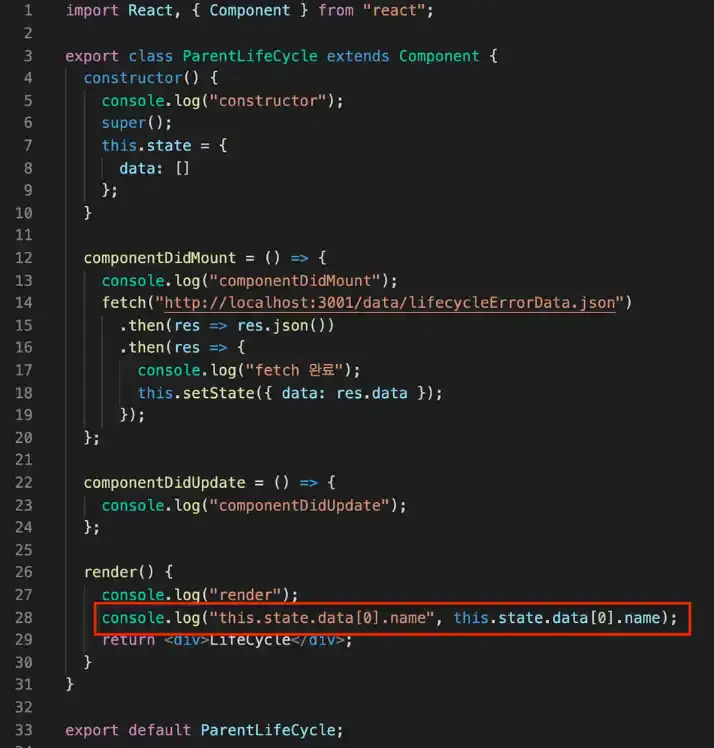 1 import React, { Component } from "react";
2
3 export class ParentLifeCycle extends Component {
4 constructor() {
5 console.log("constructor");
6 super();
7 this.state = {
8 data: []
9 };
10 }
11
12 componentDidMount = () => {
13 console.log("componentDidMount");
14 fetch("http://localhost:3001/data/lifecycleErrorData.json")
15 .then(res => res.json())
16 .then(res => {
17 console.log("fetch 완료");
18 this.setState({ data: res.data });
19 });
20 };
21
22 componentDidUpdate = () => {
23 console.log("componentDidUpdate");
24 };
25
26 render() {
27 console.log("render");
28 console.log("this.state.data[0].name", this.state.data[0].name);
29 return <div>LifeCycle</div>;
30 }
31 }
32
33 export default ParentLifeCycle;